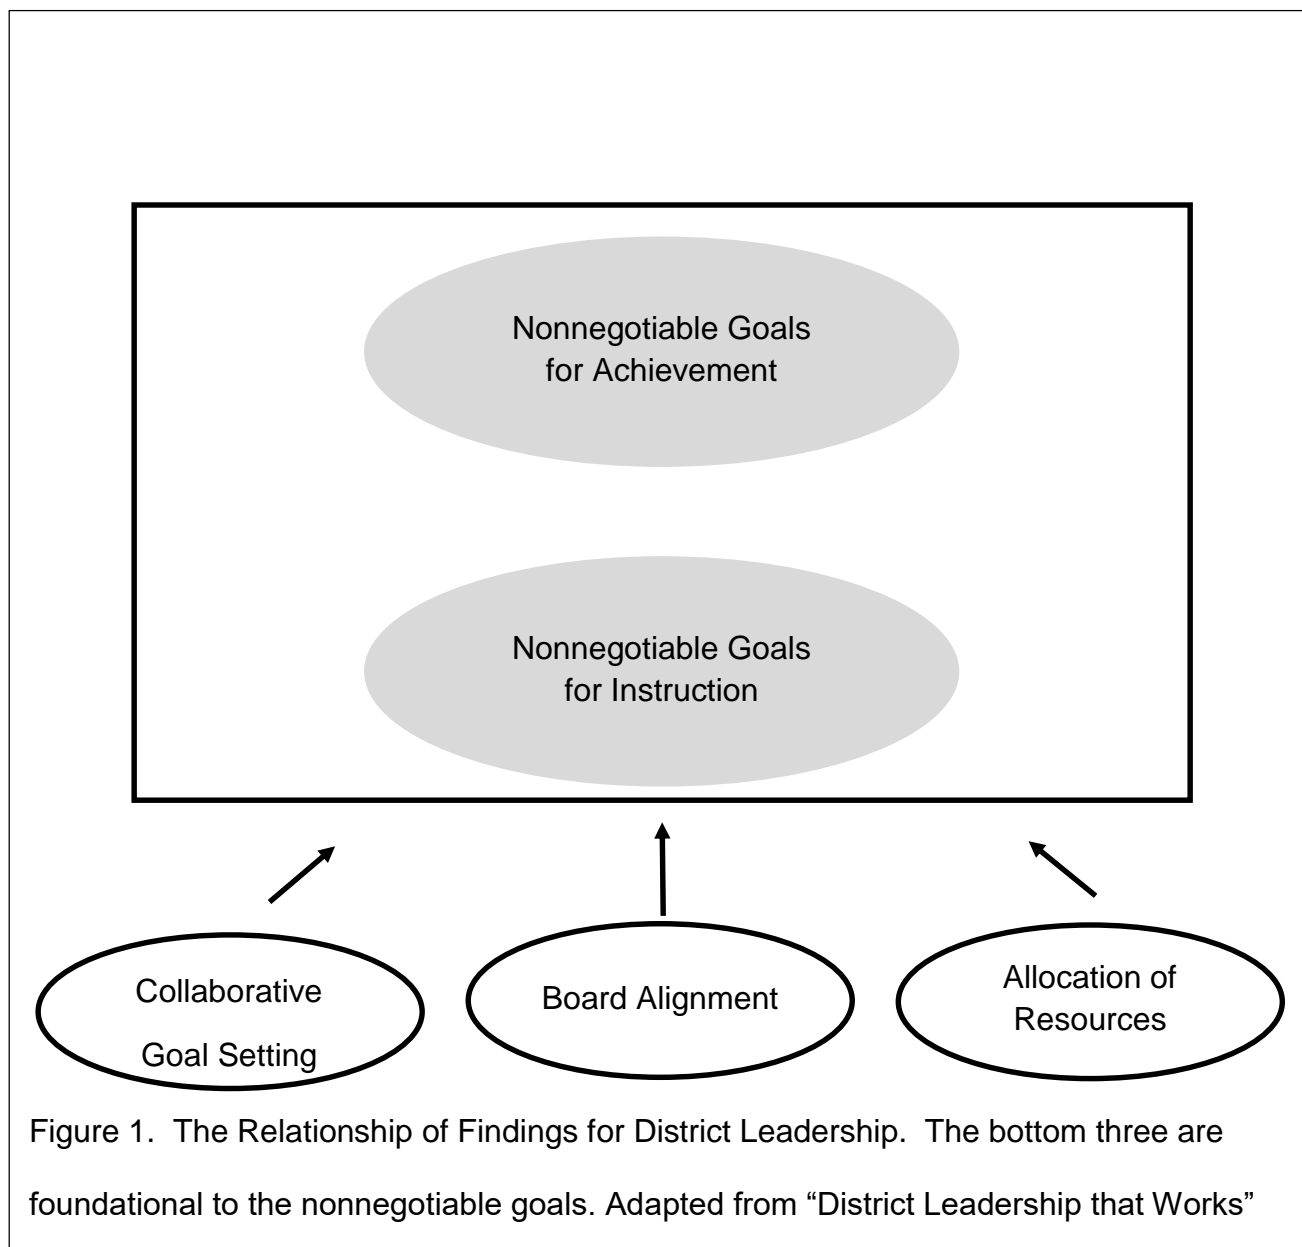 Nonnegotiable Goals
for Achievement
Nonnegotiable Goals
for Instruction
Collaborative
Goal Setting
Board Alignment
Allocation of
Resources
Figure 1.  The Relationship of Findings for District Leadership.  The bottom three are
foundational to the nonnegotiable goals. Adapted from “District Leadership that Works”